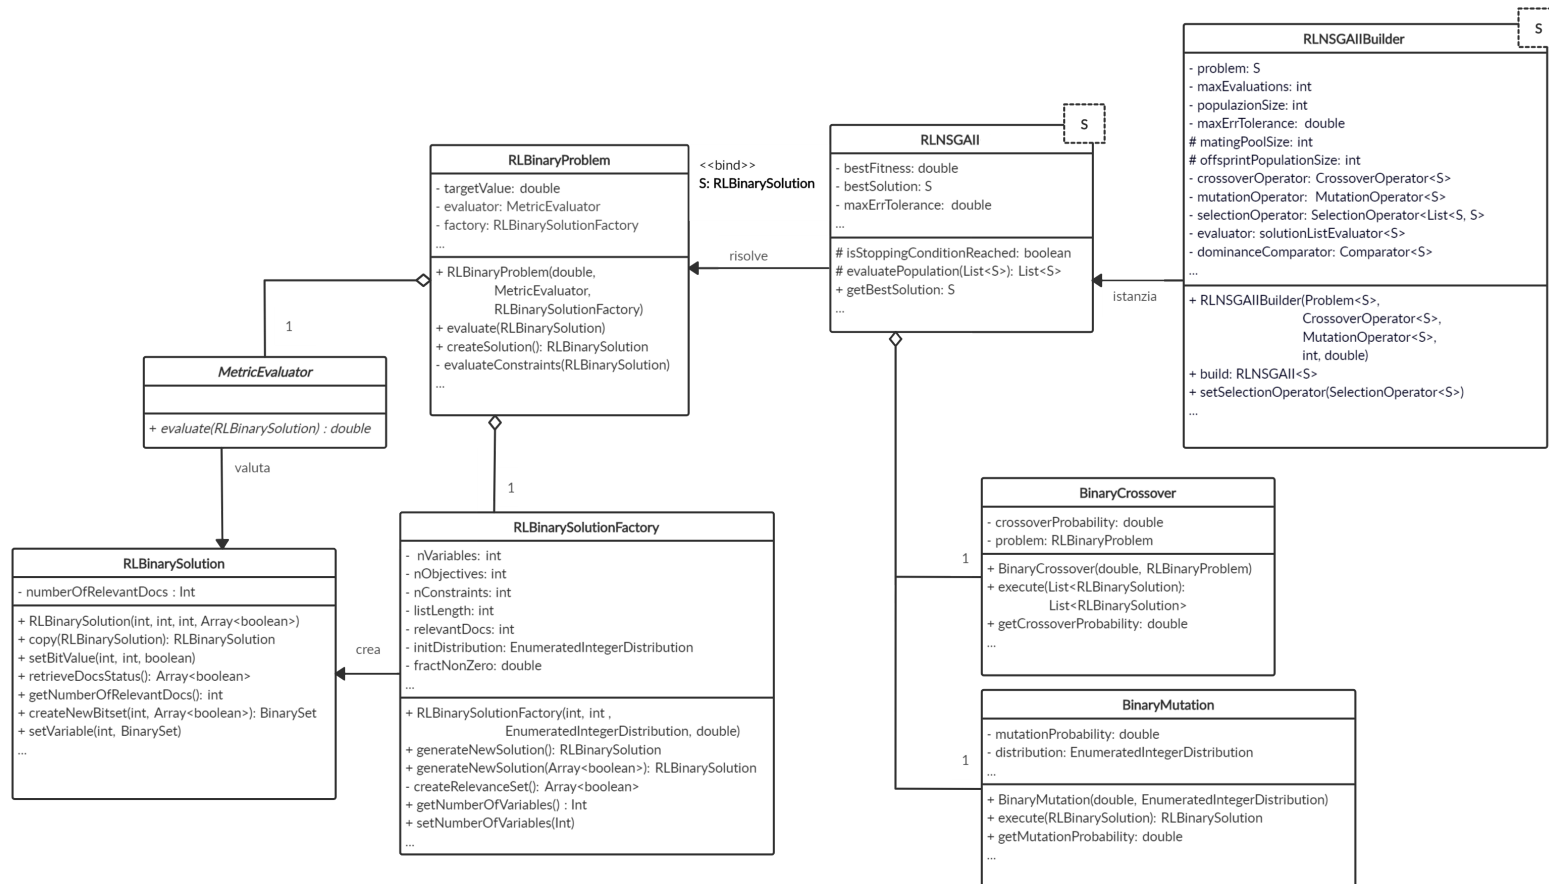 S
RLNSGAIIBuilder
- problem: S
- maxEvaluations: int
- populazionSize: int
- maxErrTolerance: double
# matingPoolSize: int
# offsprintPopulationSize: int
- crossoverOperator: CrossoverOperator<S>
- mutationOperator: MutationOperator<S>
- selectionOperator: SelectionOperator<List<S, S>
- evaluator: solutionListEvaluator<S>
- dominanceComparator: Comparator<S>
...
+ RLNSGAIIBuilder(Problem<S>,
CrossoverOperator<S>,
MutationOperator<S>,
int, double)
+ build: RLNSGAII<S>
+ setSelectionOperator(SelectionOperator<S>)
...
istanzia
S
RLNSGAII
- bestFitness: double
- bestSolution: S
- maxErrTolerance: double
...
# isStoppingConditionReached: boolean
# evaluatePopulation(List<S>): List<S>
+ getBestSolution: S
...
<<bind>>
S: RLBinarySolution
risolve
RLBinaryProblem
- targetValue: double
- evaluator: MetricEvaluator
- factory: RLBinarySolutionFactory
...
+ RLBinaryProblem(double,
MetricEvaluator,
RLBinarySolutionFactory)
+ evaluate(RLBinarySolution)
+ createSolution(): RLBinarySolution
- evaluateConstraints(RLBinarySolution)
...
1
MetricEvaluator
+ evaluate(RLBinarySolution) : double
valuta
1
RLBinarySolution
- numberOfRelevantDocs : Int
+ RLBinarySolution(int, int, int, Array<boolean>)
+ copy(RLBinarySolution): RLBinarySolution
+ setBitValue(int, int, boolean)
+ retrieveDocsStatus(): Array<boolean>
+ getNumberOfRelevantDocs(): int
+ createNewBitset(int, Array<boolean>): BinarySet
+ setVariable(int, BinarySet)
...
crea
RLBinarySolutionFactory
- nVariables: int
- nObjectives: int
- nConstraints: int
- listLength: int
- relevantDocs: int
- initDistribution: EnumeratedIntegerDistribution
- fractNonZero: double
...
+ RLBinarySolutionFactory(int, int ,
EnumeratedIntegerDistribution, double)
+ generateNewSolution(): RLBinarySolution
+ generateNewSolution(Array<boolean>): RLBinarySolution
- createRelevanceSet(): Array<boolean>
+ getNumberOfVariables() : Int
+ setNumberOfVariables(Int)
...
1
BinaryCrossover
- crossoverProbability: double
- problem: RLBinaryProblem
+ BinaryCrossover(double, RLBinaryProblem)
+ execute(List<RLBinarySolution):
List<RLBinarySolution>
+ getCrossoverProbability: double
...
1
BinaryMutation
- mutationProbability: double
- distribution: EnumeratedIntegerDistribution
...
+ BinaryMutation(double, EnumeratedIntegerDistribution)
+ execute(RLBinarySolution): RLBinarySolution
+ getMutationProbability: double
...